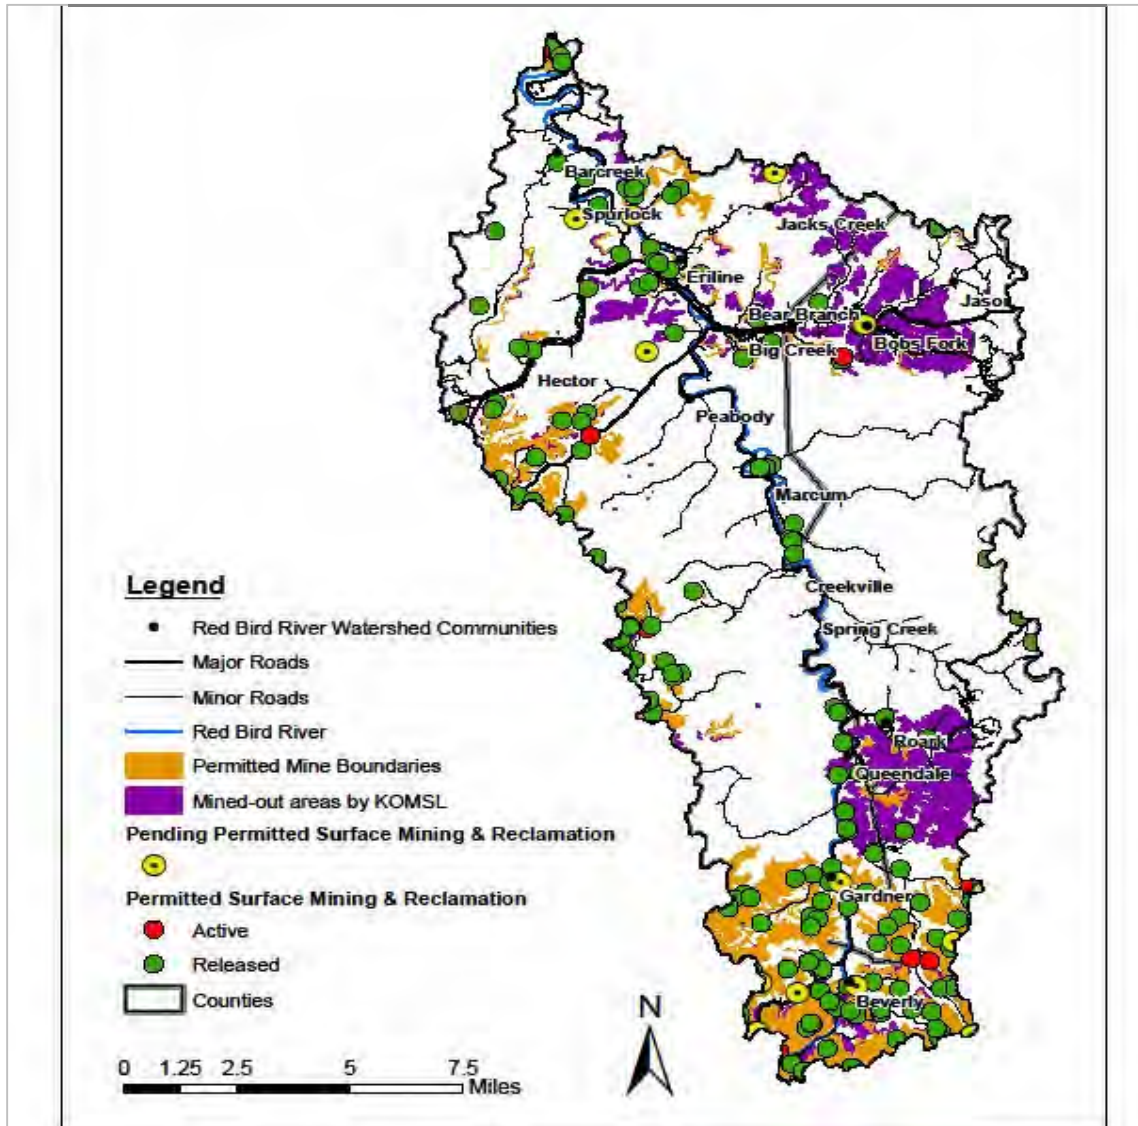 Barcreek
Spurlock
Jacks Creek
Eriline
Jason
Bear Branch
Bobs Fork
Big Creek
Hector
Peabody
Marcum
Creekville
Spring Creek
Roark
Queendale
Gardner
Beverly
Legend
Red Bird River Watershed Communities
Major Roads
Minor Roads
Red Bird River
Permitted Mine Boundaries
Mined-out areas by KOMSL
Pending Permitted Surface Mining & Reclamation
Permitted Surface Mining & Reclamation
Active
Released
Counties
N
0 1.25 2.5 5 7.5
Miles